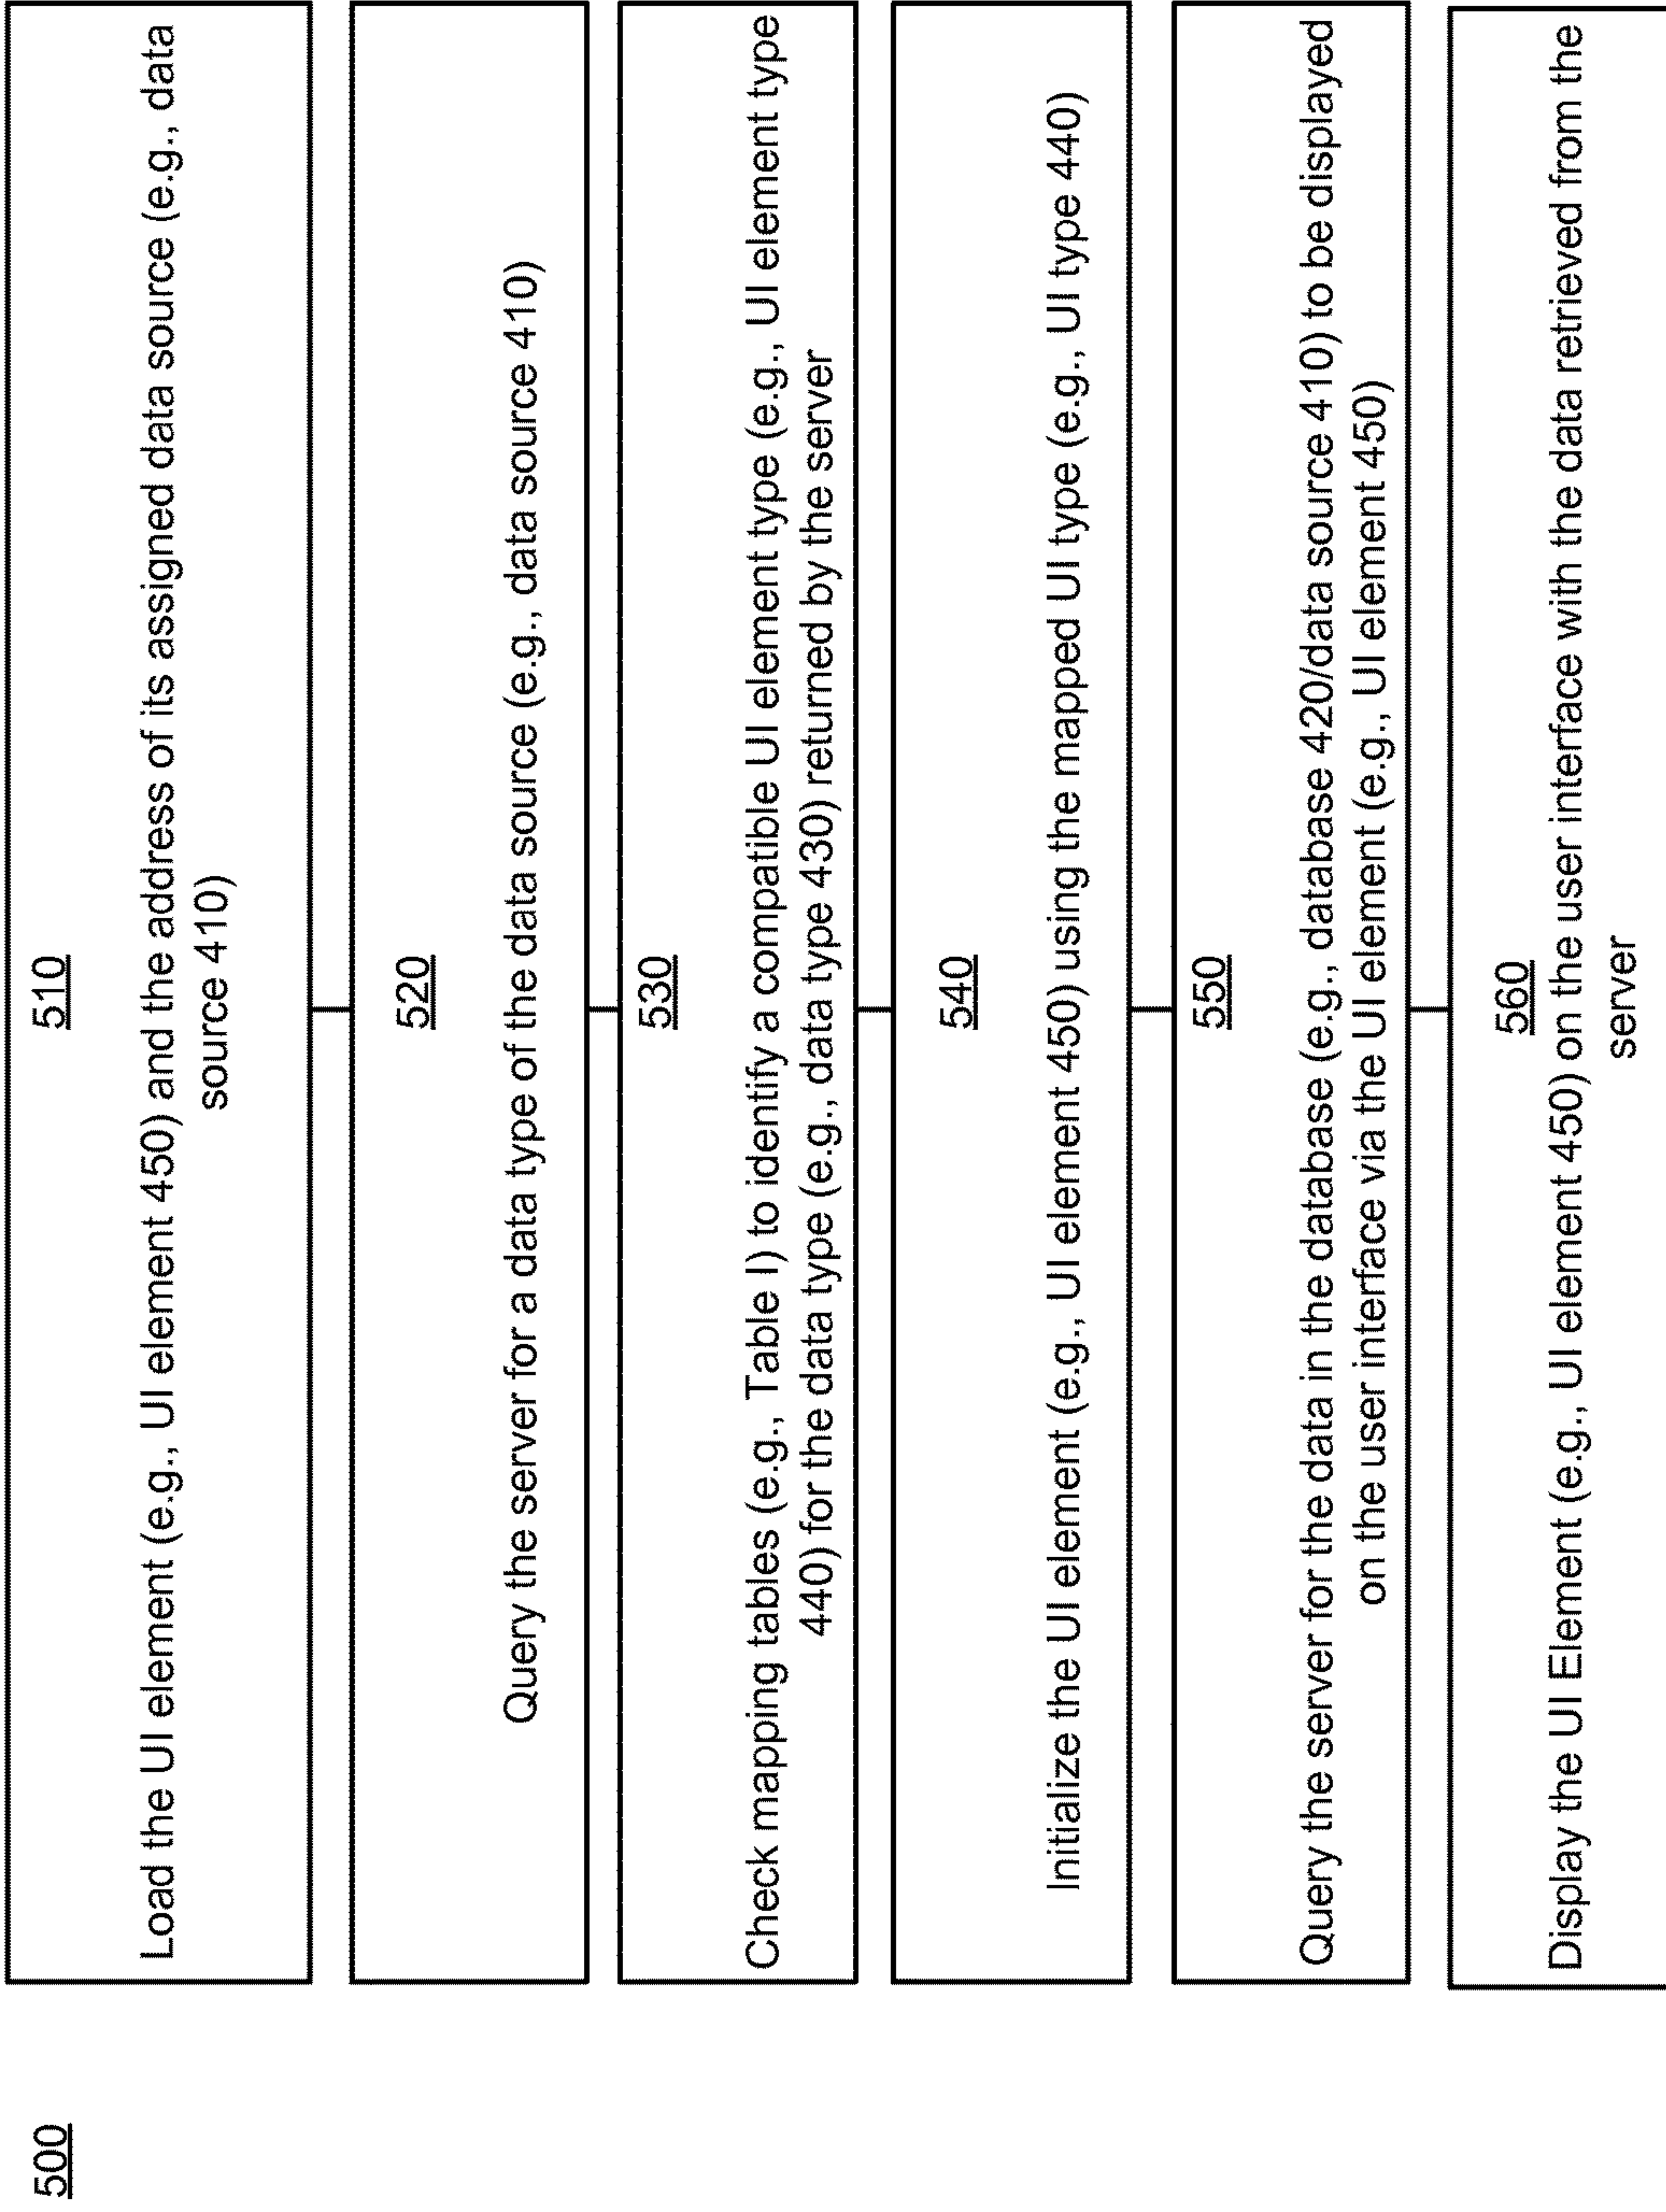 500
510
Load the UI element (e.g., UI element 450) and the address of its assigned data source (e.g., data
source 410)
520
Query the server for a data type of the data source (e.g., data source 410)
530
Check mapping tables (e.g., Table I) to identify a compatible UI element type (e.g., UI element type
440) for the data type (e.g., data type 430) returned by the server
540
Initialize the UI element (e.g., UI element 450) using the mapped UI type (e.g., UI type 440)
550
Query the server for the data in the database (e.g., database 420/data source 410) to be displayed
on the user interface via the UI element (e.g., UI element 450)
560
Display the UI Element (e.g., UI element 450) on the user interface with the data retrieved from the
server